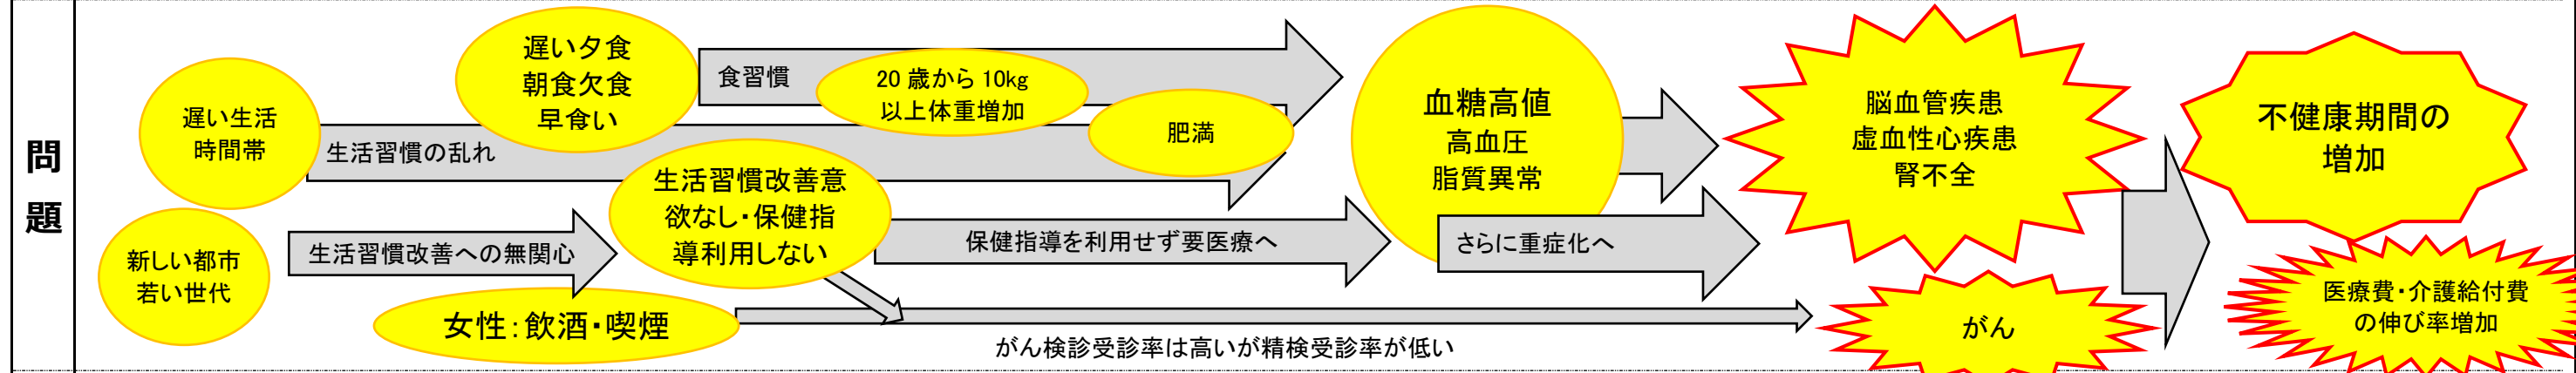 問
題
遅い生活
時間帯
新しい都市
若い世代
遅い夕食
朝食欠食
早食い
生活習慣の乱れ
生活習慣改善への無関心
食習慣
20歳から10kg
以上体重増加
肥満
生活習慣改善意
欲なし・保健指
導利用しない
女性:飲酒・喫煙
保健指導を利用せず要医療へ
がん検診受診率は高いが精検受診率が低い
血糖高値
高血圧
脂質異常
さらに重症化へ
脳血管疾患
虚血性心疾患
腎不全
がん
不健康期間の
増加
医療費・介護給付費
の伸び率増加